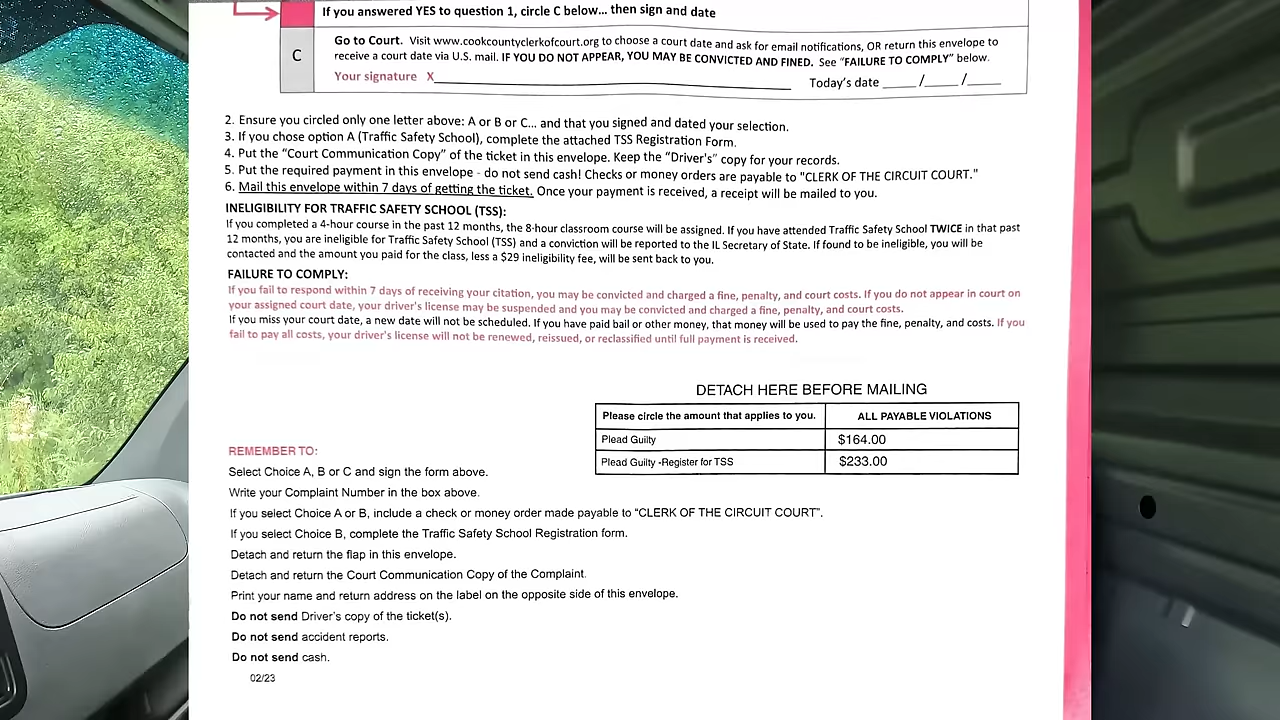 If you answered YES to question 1, circle C below... then sign and date
C
Go to Court. Visit www.cookcountyclerkofcourt.org to choose a court date and ask for email notifications, OR return this envelope to
receive a court date via U.S. mail. IF YOU DO NOT APPEAR, YOU MAY BE CONVICTED AND FINED. See “FAILURE TO COMPLY” below.
Your signature X____________ Today's date ____/____/____
2. Ensure you circled only one letter above: A or B or C... and that you signed and dated your selection.
3. If you chose option A (Traffic Safety School), complete the attached TSS Registration Form.
4. Put the “Court Communication Copy” of the ticket in this envelope. Keep the “Driver's” copy for your records.
5. Put the required payment in this envelope - do not send cash! Checks or money orders are payable to "CLERK OF THE CIRCUIT COURT."
6. Mail this envelope within 7 days of getting the ticket. Once your payment is received, a receipt will be mailed to you.
INELIGIBILITY FOR TRAFFIC SAFETY SCHOOL (TSS):
If you completed a 4-hour course in the past 12 months, the 8-hour classroom course will be assigned. If you have attended Traffic Safety School TWICE in that past
12 months, you are ineligible for Traffic Safety School (TSS) and a conviction will be reported to the IL Secretary of State. If found to be ineligible, you will be
contacted and the amount you paid for the class, less a $29 ineligibility fee, will be sent back to you.
FAILURE TO COMPLY:
If you fail to respond within 7 days of receiving your citation, you may be convicted and charged a fine, penalty, and court costs. If you do not appear in court on
your assigned court date, your driver's license may be suspended and you may be convicted and charged a fine, penalty, and court costs.
If you miss your court date, a new date will not be scheduled. If you have paid bail or other money, that money will be used to pay the fine, penalty, and costs. If you
fail to pay all costs, your driver's license will not be renewed, reissued, or reclassified until full payment is received.
DETACH HERE BEFORE MAILING
Please circle the amount that applies to you. ALL PAYABLE VIOLATIONS
Plead Guilty $164.00
Plead Guilty -Register for TSS $233.00
REMEMBER TO:
Select Choice A, B or C and sign the form above.
Write your Complaint Number in the box above.
If you select Choice A or B, include a check or money order made payable to “CLERK OF THE CIRCUIT COURT”.
If you select Choice B, complete the Traffic Safety School Registration form.
Detach and return the flap in this envelope.
Detach and return the Court Communication Copy of the Complaint.
Print your name and return address on the label on the opposite side of this envelope.
Do not send Driver's copy of the ticket(s).
Do not send accident reports.
Do not send cash.
02/23